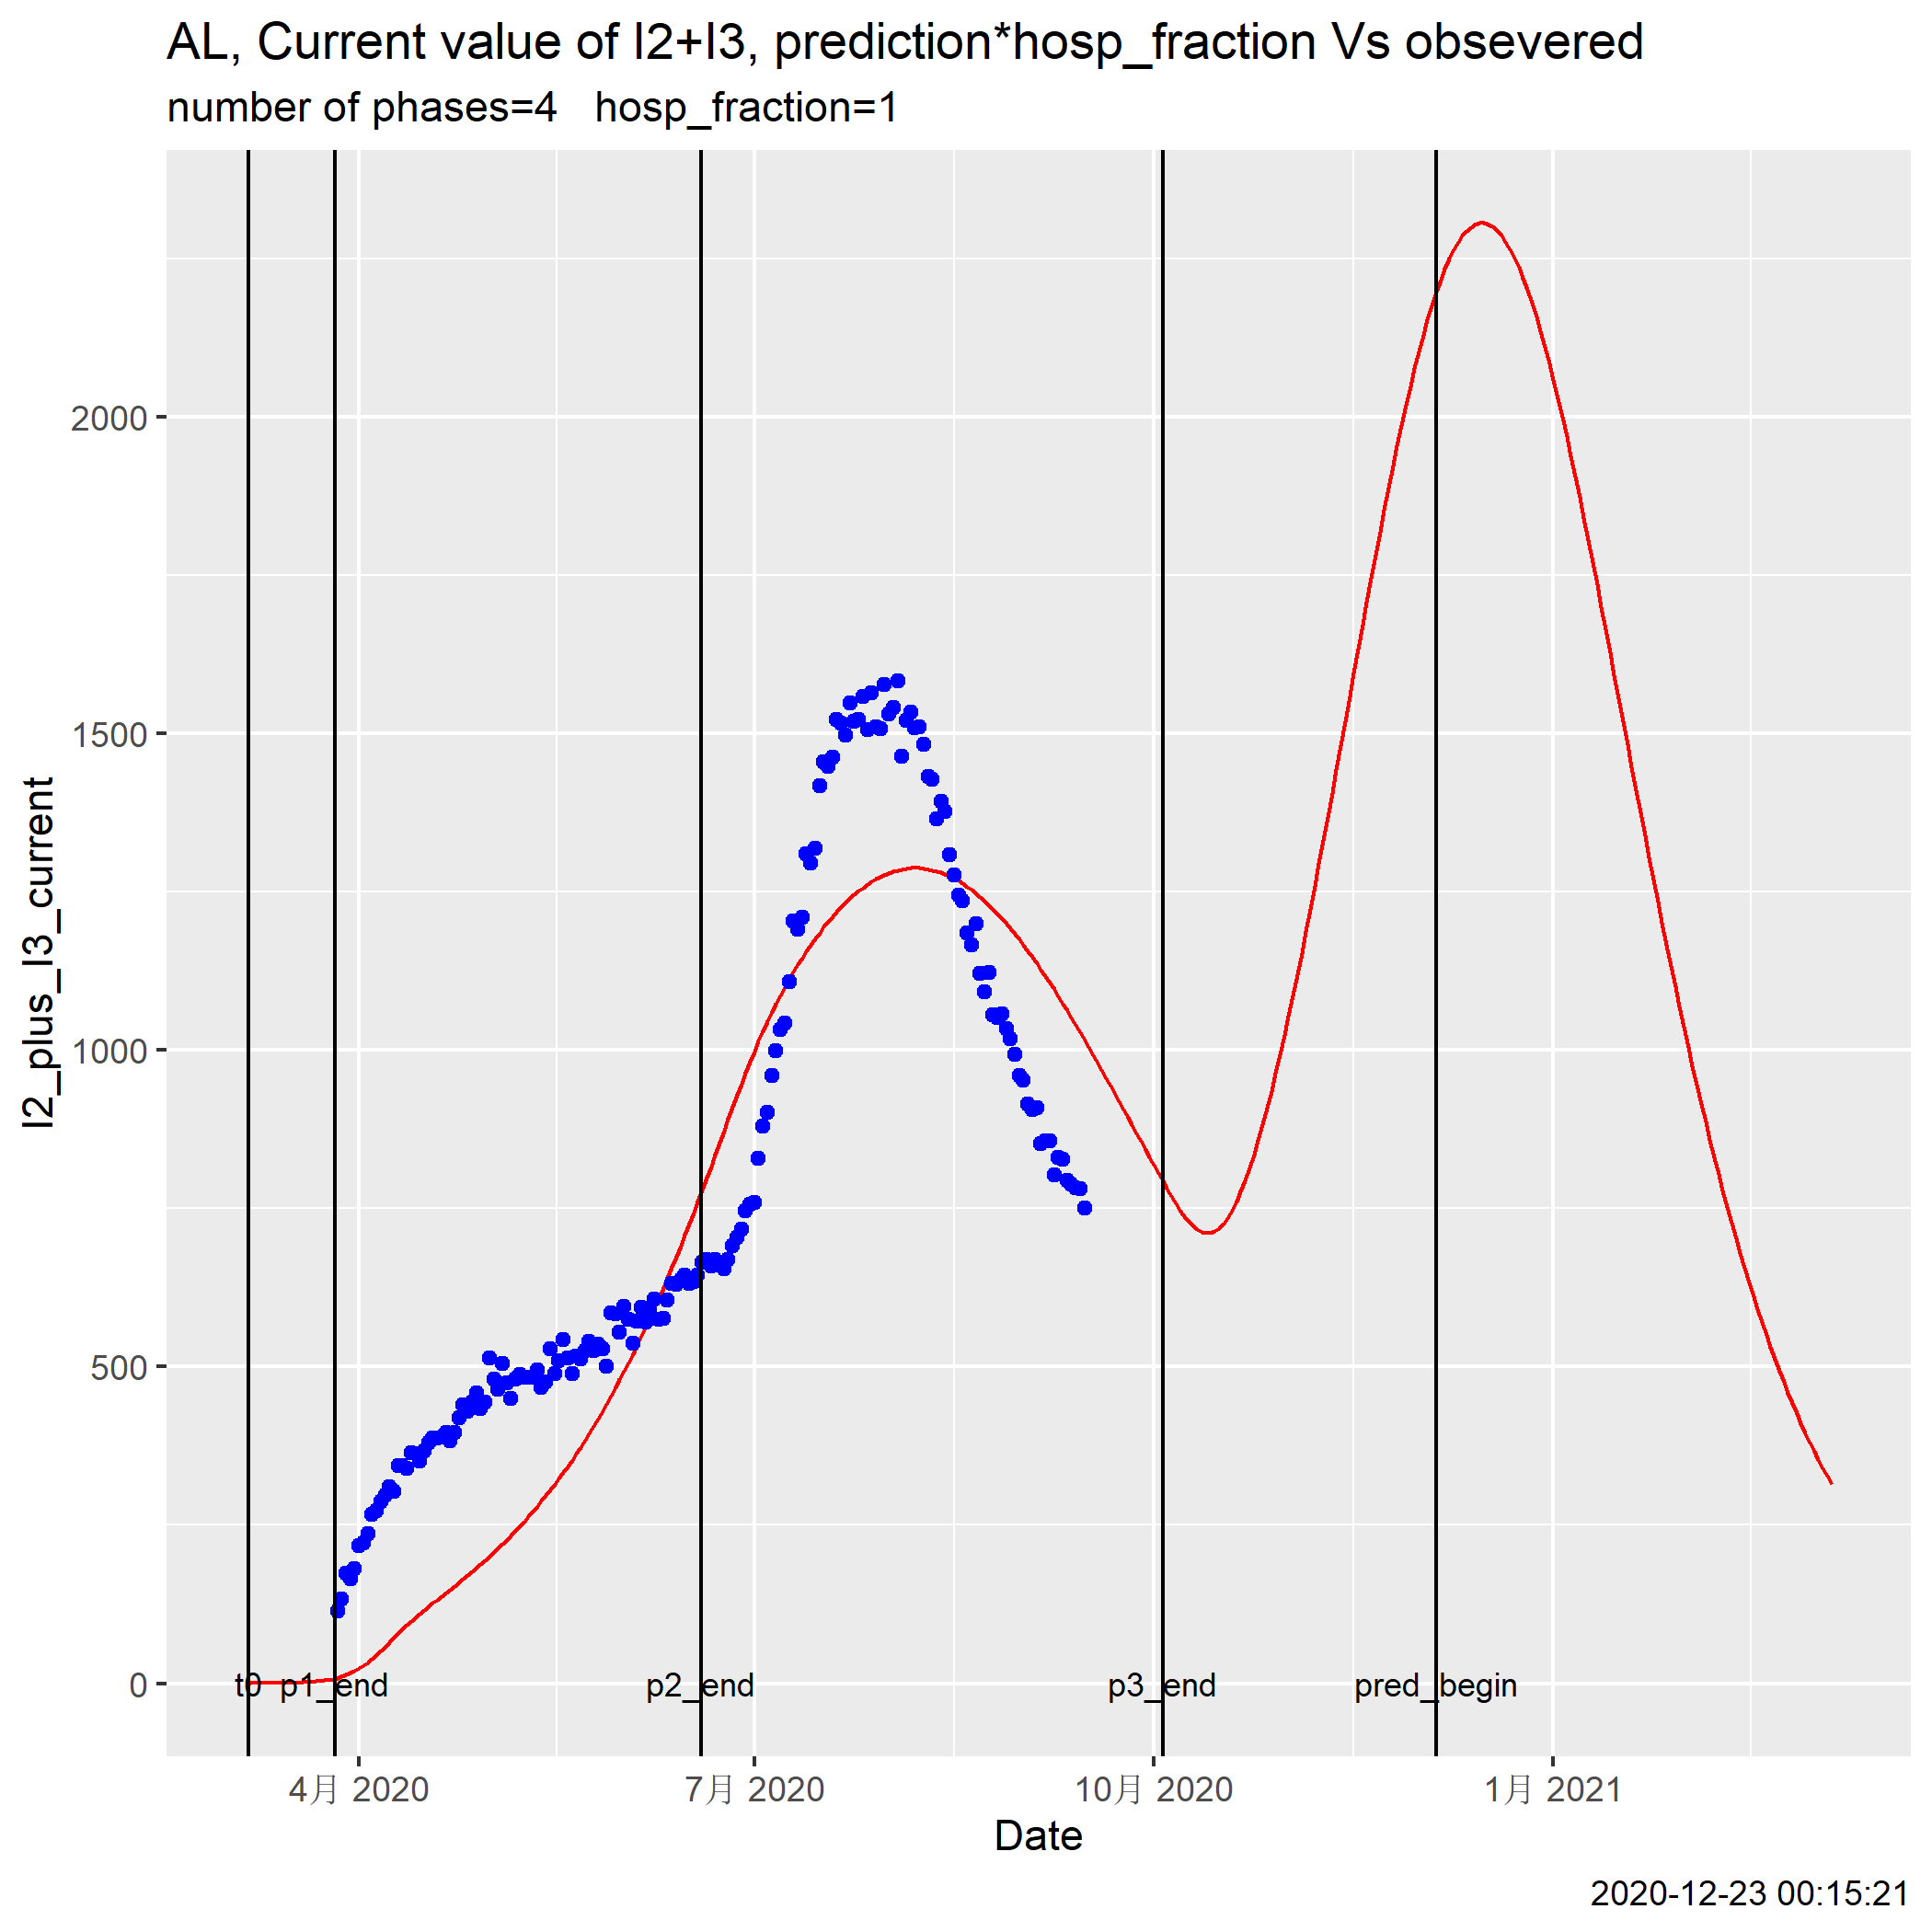 AL, Current value of I2+I3, prediction*hosp_fraction Vs obsevered
number of phases=4   hosp_fraction=1
I2_plus_I3_current
2000
1500
1000
500
0
t0 p1_end p2_end p3_end pred_begin
4月 2020 7月 2020 10月 2020 1月 2021
Date
2020-12-23 00:15:21